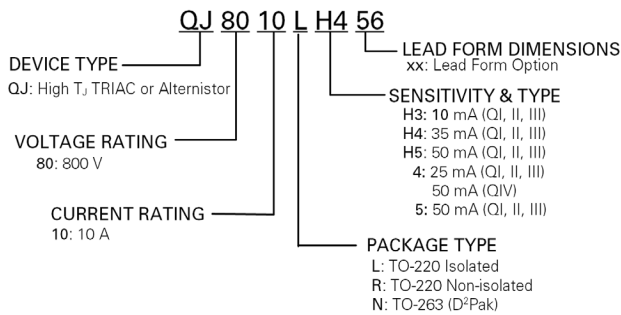 QJ 80 10 L H4 56
DEVICE TYPE
QJ: High TJ TRIAC or Alternistor
VOLTAGE RATING
80: 800 V
CURRENT RATING
10: 10 A
LEAD FORM DIMENSIONS
xx: Lead Form Option
SENSITIVITY & TYPE
H3: 10 mA (QI, II, III)
H4: 35 mA (QI, II, III)
H5: 50 mA (QI, II, III)
4: 25 mA (QI, II, III)
50 mA (QIV)
5: 50 mA (QI, II, III)
PACKAGE TYPE
L: TO-220 Isolated
R: TO-220 Non-isolated
N: TO-263 (D²Pak)